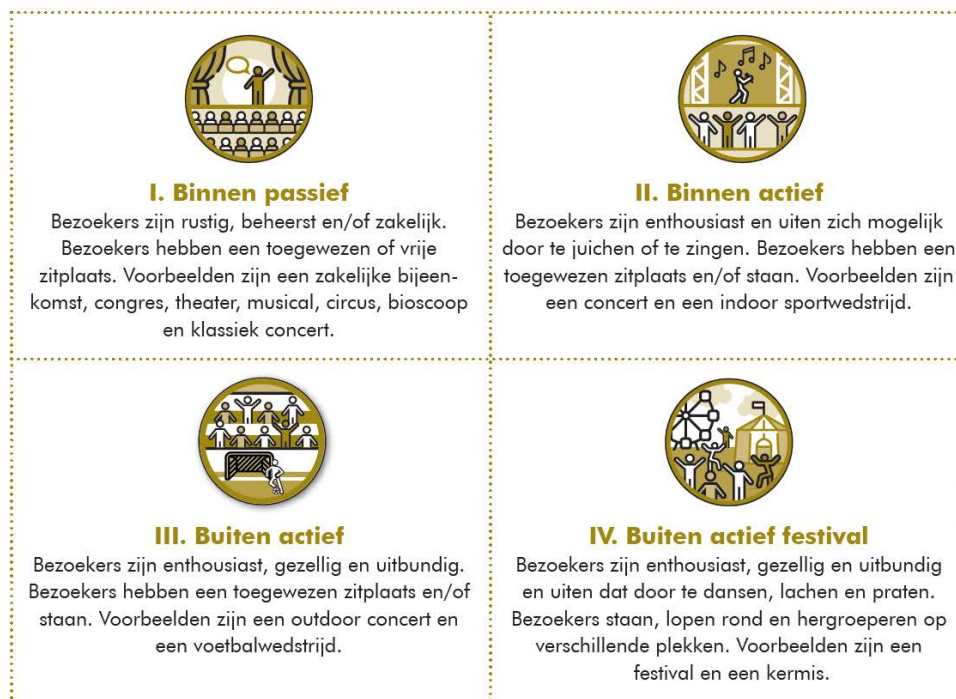 I. Binnen passief
Bezoekers zijn rustig, beheerst en/of zakelijk.
Bezoekers hebben een toegewezen of vrije
zitplaats. Voorbeelden zijn een zakelijke bijeen-
komst, congres, theater, musical, circus, bioscoop
en klassiek concert.
II. Binnen actief
Bezoekers zijn enthousiast en uiten zich mogelijk
door te juichen of te zingen. Bezoekers hebben een
toegewezen zitplaats en/of staan. Voorbeelden zijn
een concert en een indoor sportwedstrijd.
III. Buiten actief
Bezoekers zijn enthousiast, gezellig en uitbundig.
Bezoekers hebben een toegewezen zitplaats en/of
staan. Voorbeelden zijn een outdoor concert en
een voetbalwedstrijd.
IV. Buiten actief festival
Bezoekers zijn enthousiast, gezellig en uitbundig
en uiten dat door te dansen, lachen en praten.
Bezoekers staan, lopen rond en hergroeperen op
verschillende plekken. Voorbeelden zijn een
festival en een kermis.